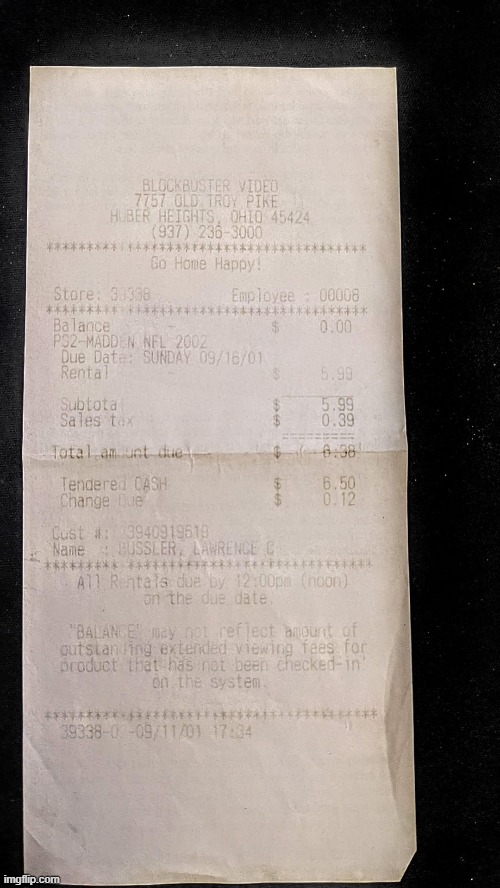 BLOCKBUSTER VIDEO
7757 OLD TROY PIKE
HUBER HEIGHTS, OHIO 45424
(937) 236-3000
****************************************
Go Home Happy!
Store: 39338 Employee : 00008
****************************************
Balance - $ 0.00
PS2-MADDEN NFL 2002
Due Date: SUNDAY 09/16/01
Rental - $ 5.99
Subtotal $ 5.99
Sales tax $ 0.39
=========
Total amount due $ 6.38
Tendered CASH $ 6.50
Change Due $ 0.12
Cust #: 3940919619
Name : BUSSLER, LAWRENCE C
****************************************
All Rentals due by 12:00pm (noon)
on the due date.
"BALANCE" may not reflect amount of
outstanding extended viewing fees for
product that has not been checked-in
on the system.
****************************************
39338-0 -09/11/01 17:34
imgflip.com